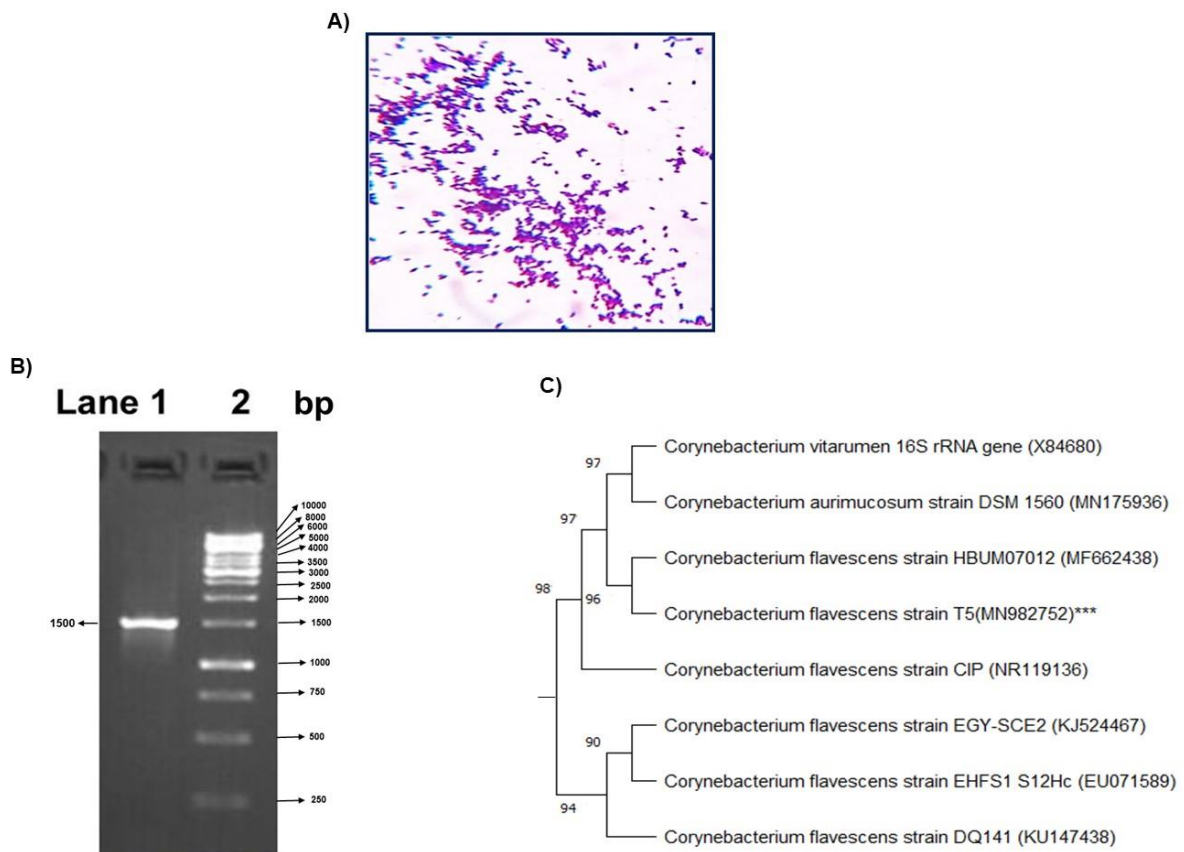 A)
B)
Lane 1 2 bp
10000
8000
6000
5000
4000
3500
3000
2500
2000
1500 1500
1000
750
500
250
C)
97
Corynebacterium vitarumen 16S rRNA gene (X84680)
Corynebacterium aurimucosum strain DSM 1560 (MN175936)
97
Corynebacterium flavescens strain HBUM07012 (MF662438)
98
96
Corynebacterium flavescens strain T5(MN982752)***
Corynebacterium flavescens strain CIP (NR119136)
Corynebacterium flavescens strain EGY-SCE2 (KJ524467)
90
Corynebacterium flavescens strain EHFS1 S12Hc (EU071589)
94
Corynebacterium flavescens strain DQ141 (KU147438)